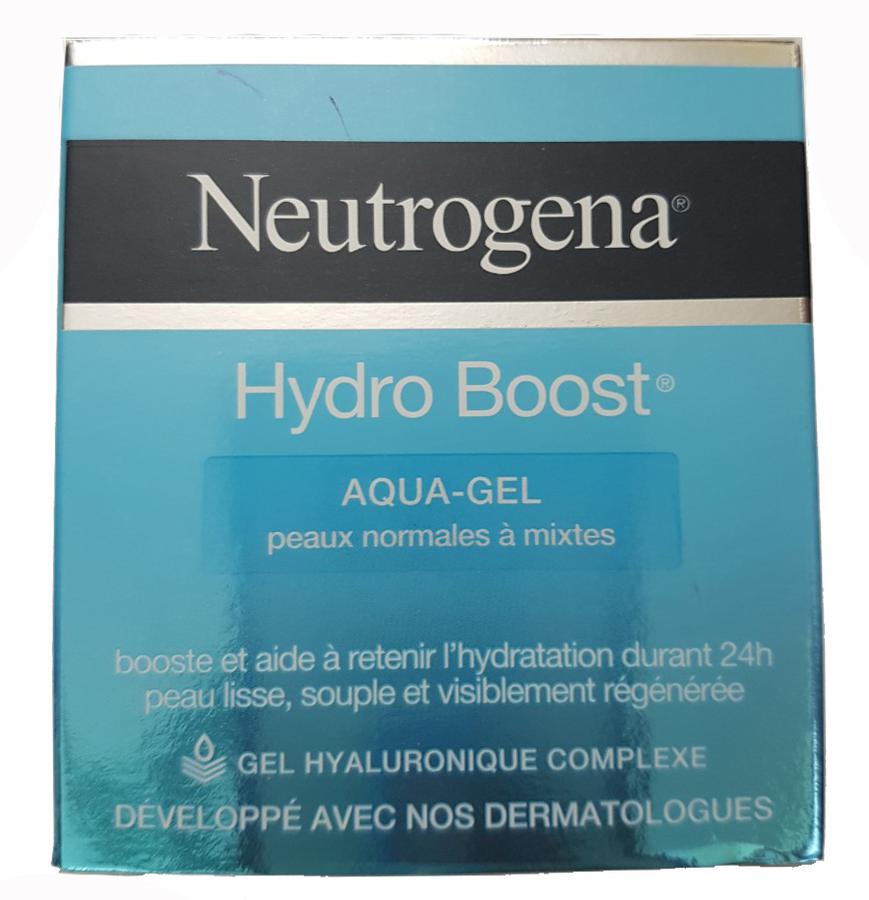 Neutrogena®
Hydro Boost®
AQUA-GEL
peaux normales à mixtes
booste et aide à retenir l'hydratation durant 24h
peau lisse, souple et visiblement régénérée
GEL HYALURONIQUE COMPLEXE
DÉVELOPPÉ AVEC NOS DERMATOLOGUES